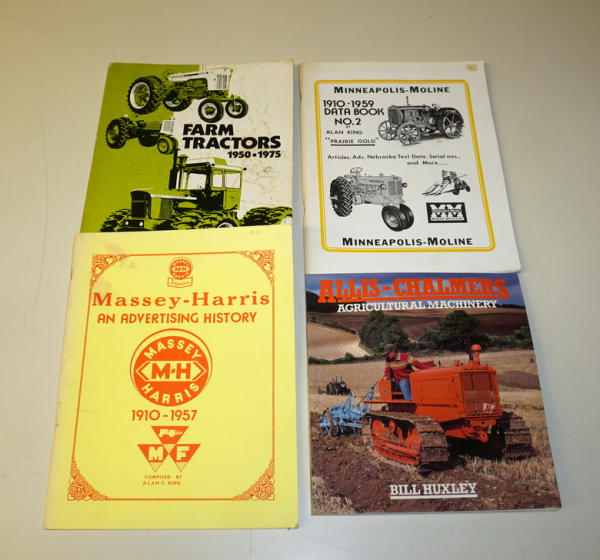 FARM
TRACTORS
1950•1975
MINNEAPOLIS-MOLINE
1910-1959
DATA BOOK
NO.2
BY
ALAN KING
"PRAIRIE GOLD"
Articles, Ads, Nebraska Test Data, Serial nos.,
and More.....
MM
MINNEAPOLIS-MOLINE
M-H
Massey-Harris
AN ADVERTISING HISTORY
MASSEY
M-H
HARRIS
1910-1957
M F
COMPILED BY
ALAN C. KING
ALLIS-CHALMERS
AGRICULTURAL MACHINERY
BILL HUXLEY